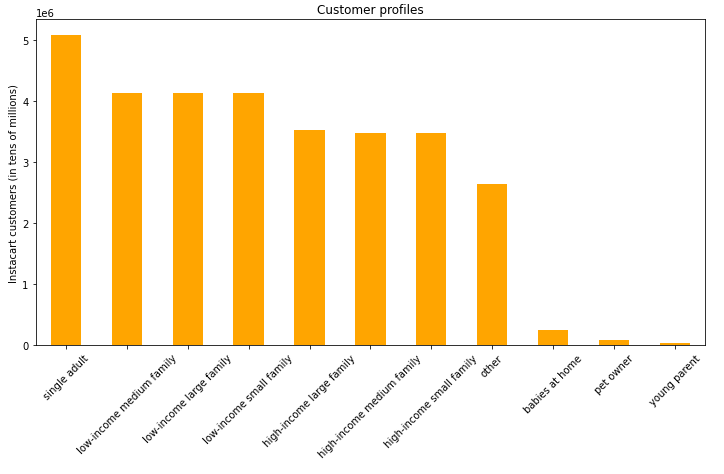 Customer profiles
1e6
5
4
3
2
1
0
Instacart customers (in tens of millions)
single adult
low-income medium family
low-income large family
low-income small family
high-income large family
high-income medium family
high-income small family
other
babies at home
pet owner
young parent